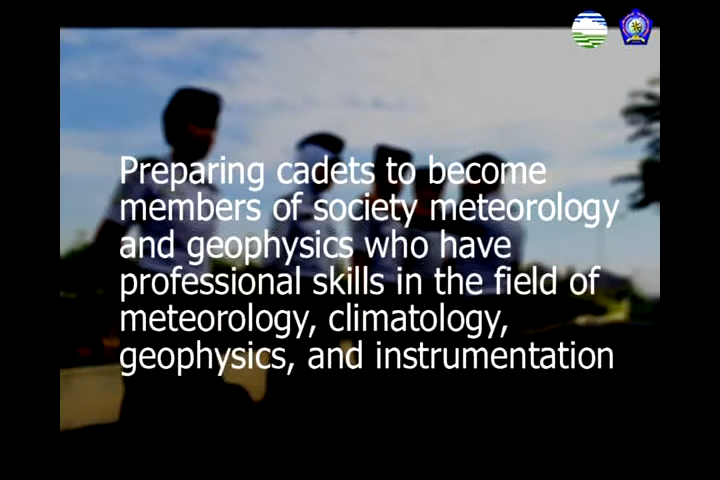 Preparing cadets to become
members of society meteorology
and geophysics who have
professional skills in the field of
meteorology, climatology,
geophysics, and instrumentation